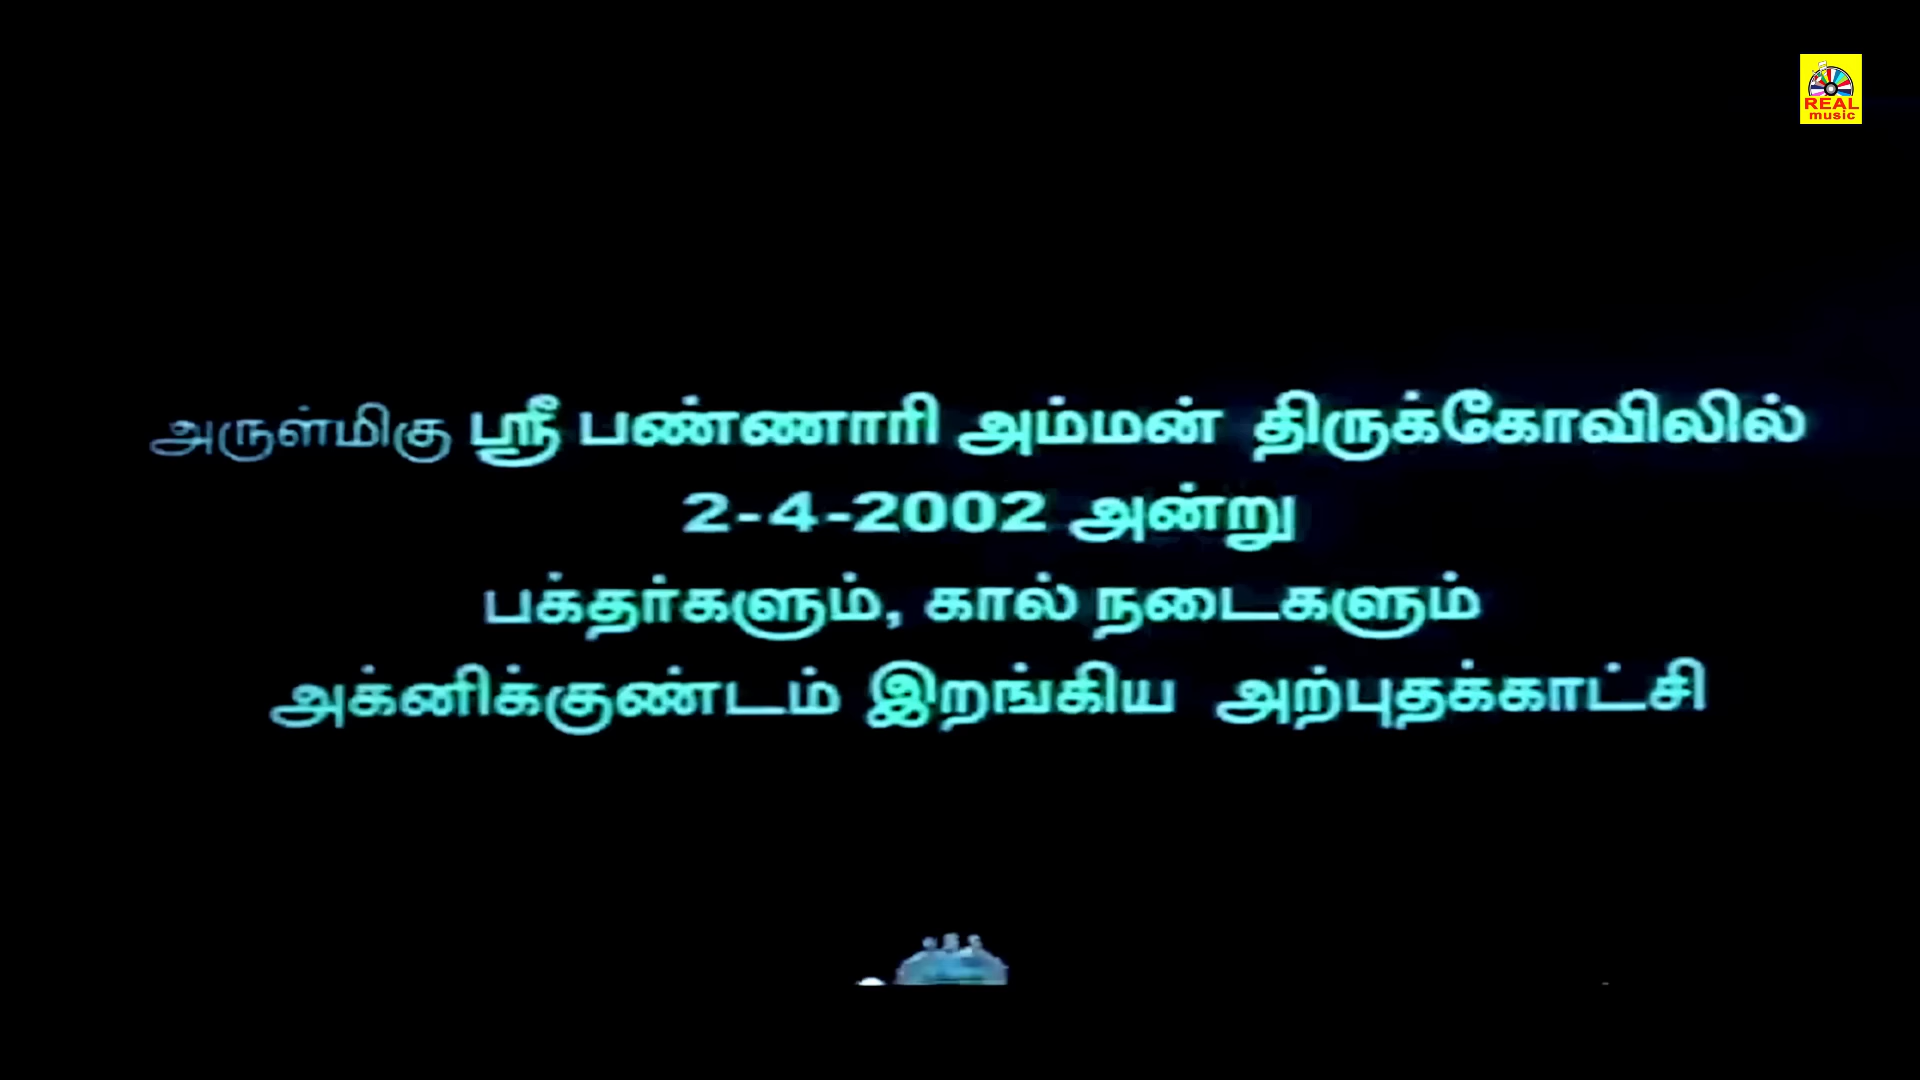 REAL
music
அருள்மிகு ஸ்ரீ பண்ணாரி அம்மன் திருக்கோவிலில்
2-4-2002 அன்று
பக்தர்களும், கால் நடைகளும்
அக்னிக்குண்டம் இறங்கிய அற்புதக்காட்சி